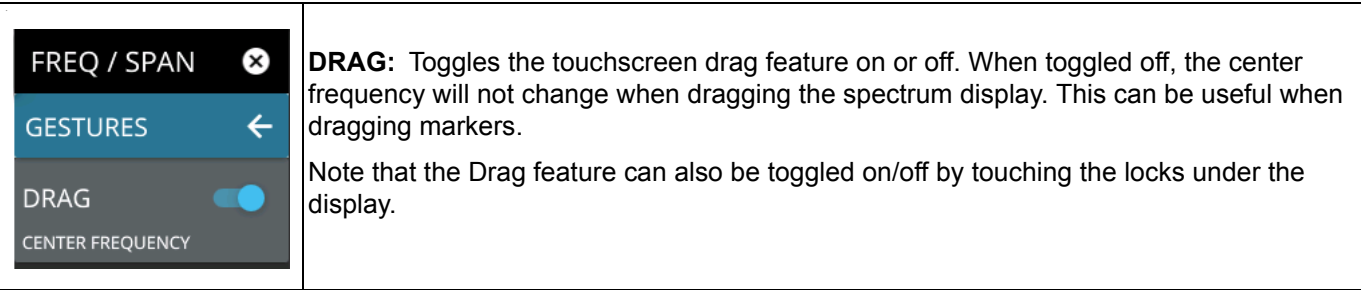 FREQ / SPAN
GESTURES
DRAG
CENTER FREQUENCY
DRAG: Toggles the touchscreen drag feature on or off. When toggled off, the center
frequency will not change when dragging the spectrum display. This can be useful when
dragging markers.
Note that the Drag feature can also be toggled on/off by touching the locks under the
display.